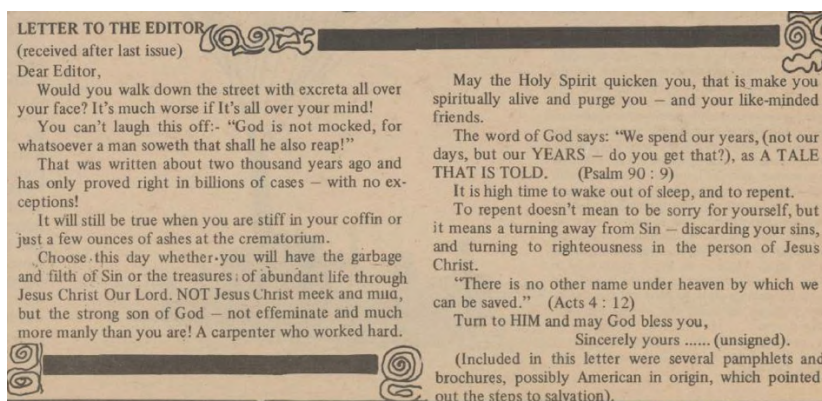 LETTER TO THE EDITOR
(received after last issue)
Dear Editor,
Would you walk down the street with excreta all over
your face? It's much worse if It's all over your mind!
You can't laugh this off:- “God is not mocked, for
whatsoever a man soweth that shall he also reap!”
That was written about two thousand years ago and
has only proved right in billions of cases — with no ex-
ceptions!
It will still be true when you are stiff in your coffin or
just a few ounces of ashes at the crematorium.
Choose this day whether you will have the garbage
and filth of Sin or the treasures of abundant life through
Jesus Christ Our Lord. NOT Jesus Christ meek and mild,
but the strong son of God — not effeminate and much
more manly than you are! A carpenter who worked hard.
May the Holy Spirit quicken you, that is make you
spiritually alive and purge you — and your like-minded
friends.
The word of God says: “We spend our years, (not our
days, but our YEARS — do you get that?), as A TALE
THAT IS TOLD. (Psalm 90 : 9)
It is high time to wake out of sleep, and to repent.
To repent doesn't mean to be sorry for yourself, but
it means a turning away from Sin — discarding your sins,
and turning to righteousness in the person of Jesus
Christ.
“There is no other name under heaven by which we
can be saved.” (Acts 4 : 12)
Turn to HIM and may God bless you,
Sincerely yours ...... (unsigned).
(Included in this letter were several pamphlets and
brochures, possibly American in origin, which pointed
out the steps to salvation).